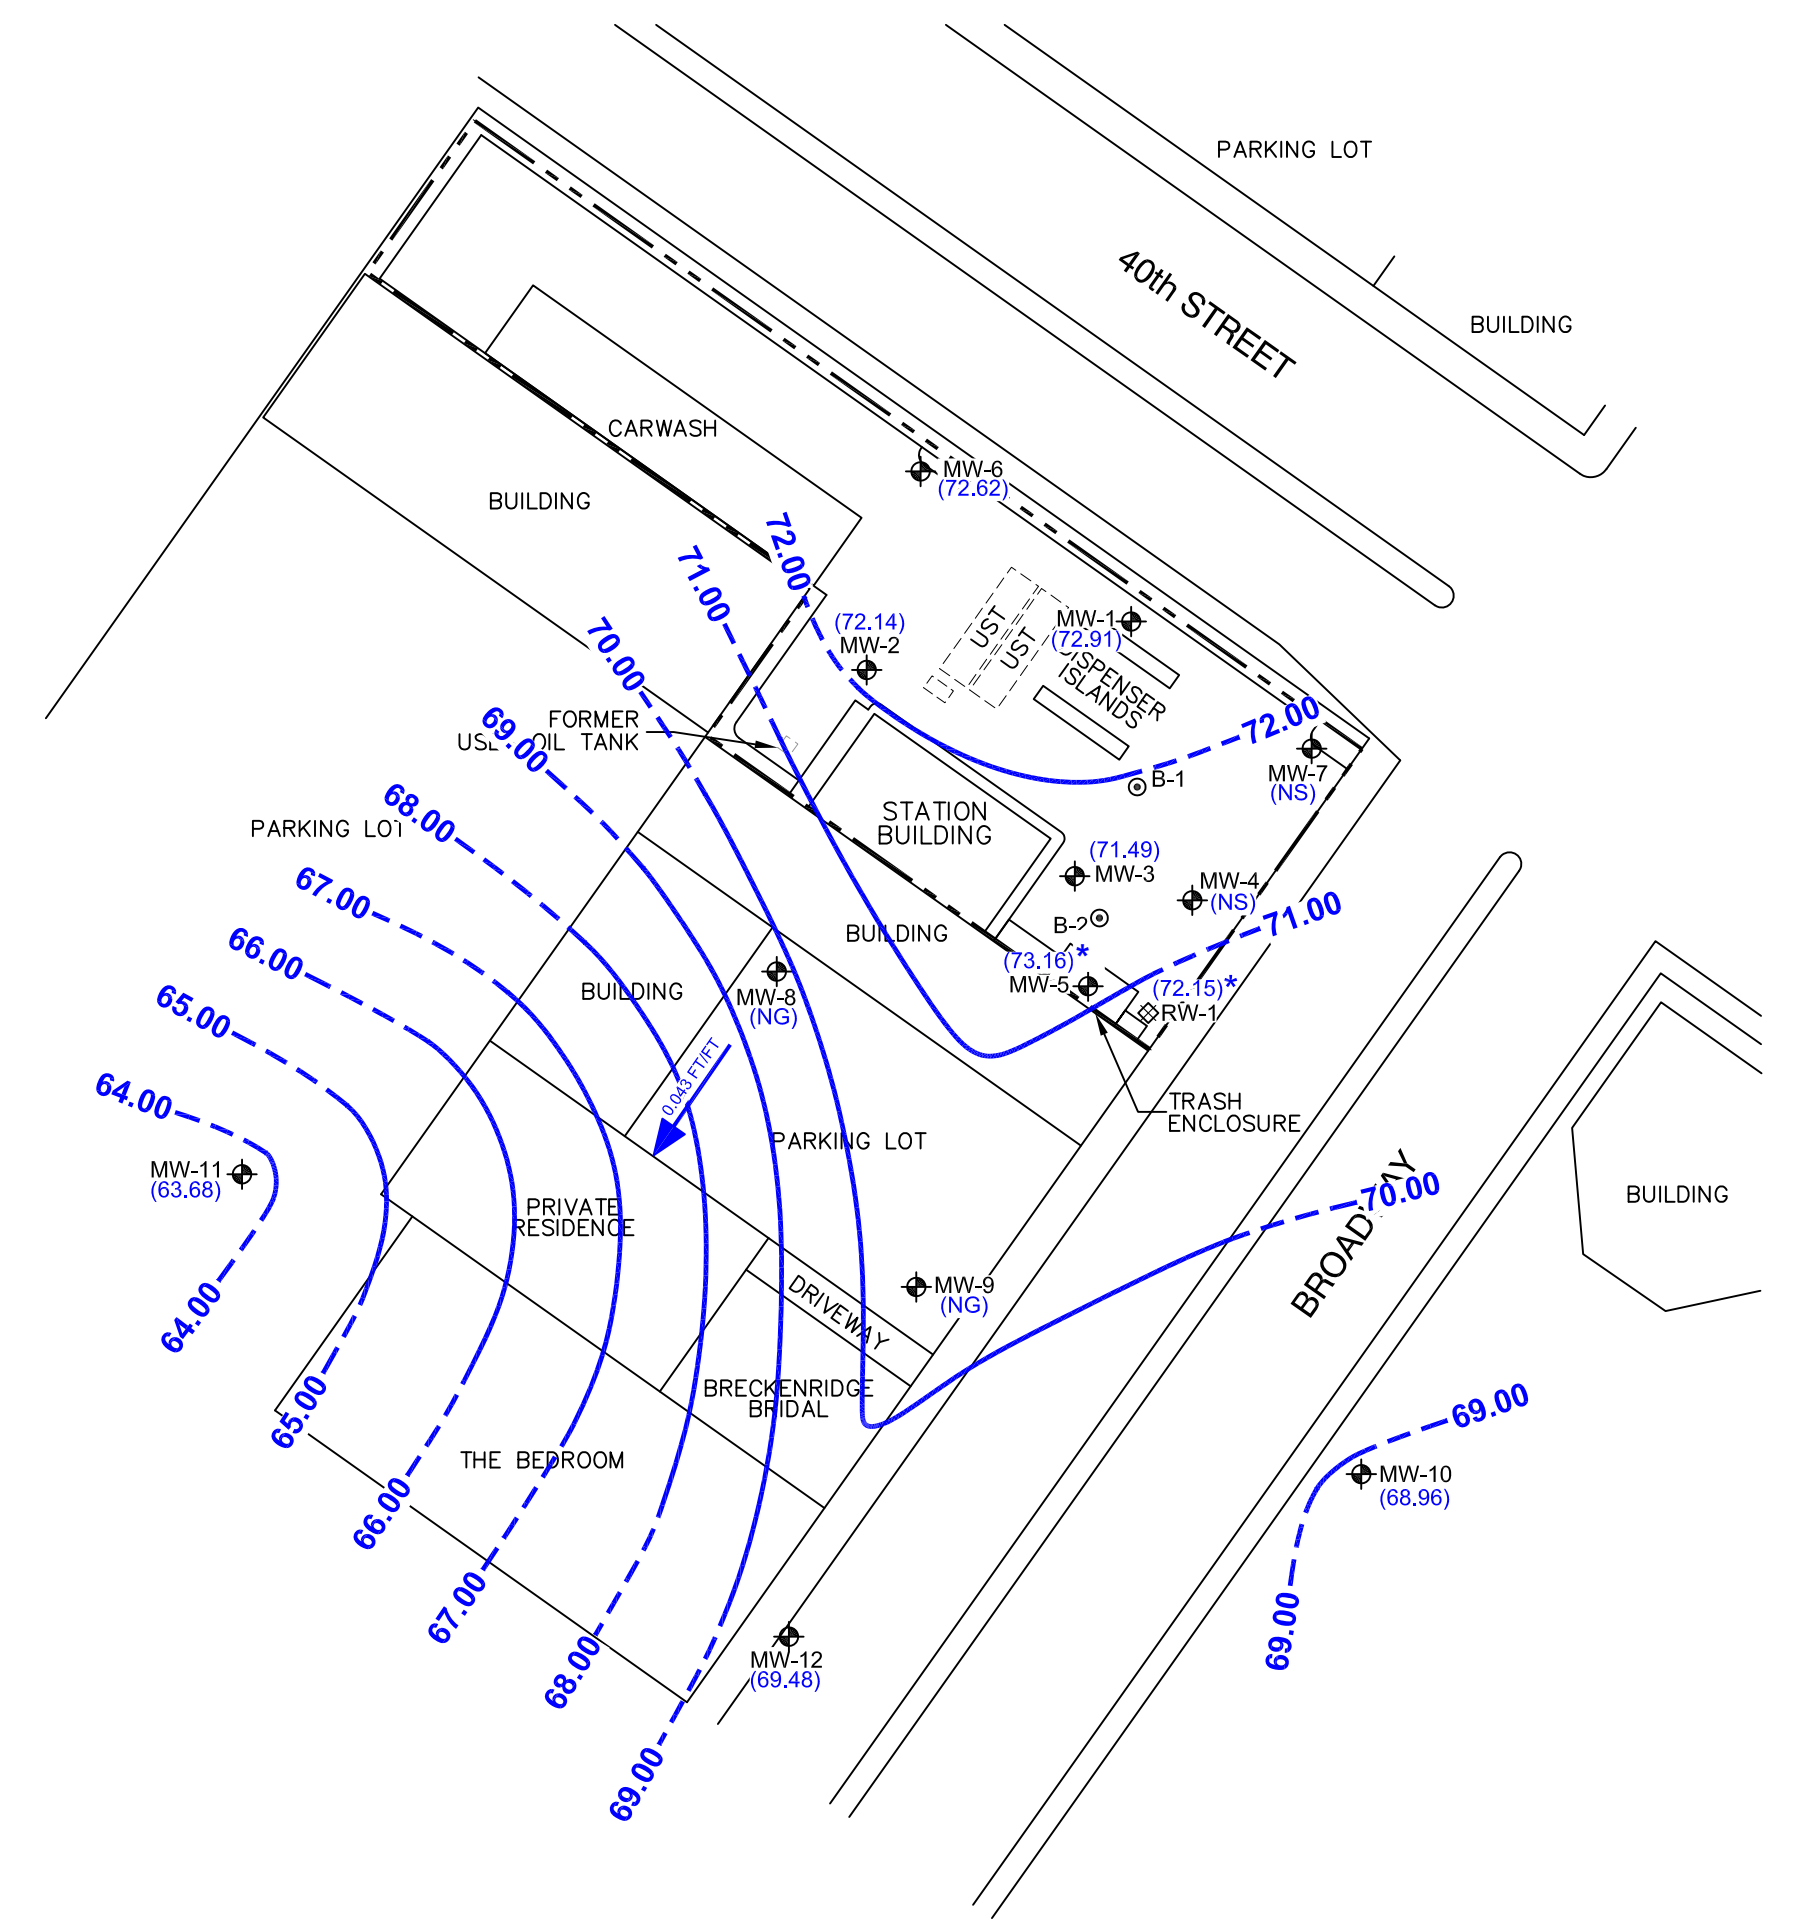 PARKING LOT
40th STREET
BUILDING
CARWASH
BUILDING
MW-6
(72.62)
72.00
71.00
70.00
69.00
68.00
67.00
66.00
65.00
64.00
(72.14)
MW-2
UST
UST
MW-1
(72.91)
DISPENSER
ISLANDS
72.00
MW-7
(NS)
B-1
FORMER
OIL TANK
STATION
BUILDING
PARKING LOT
(71.49)
MW-3
MW-4
(NS)
71.00
B-2
BUILDING
(73.16)*
MW-5
(72.15)*
RW-1
BUILDING
MW-8
(NG)
0.043 FT/FT
TRASH
ENCLOSURE
PARKING LOT
MW-11
(63.68)
PRIVATE
RESIDENCE
BROADWAY
70.00
BUILDING
MW-9
(NG)
DRIVEWAY
64.00
BRECKENRIDGE
BRIDAL
65.00
THE BEDROOM
69.00
MW-10
(68.96)
66.00
67.00
68.00
69.00
MW-12
(69.48)
69.00